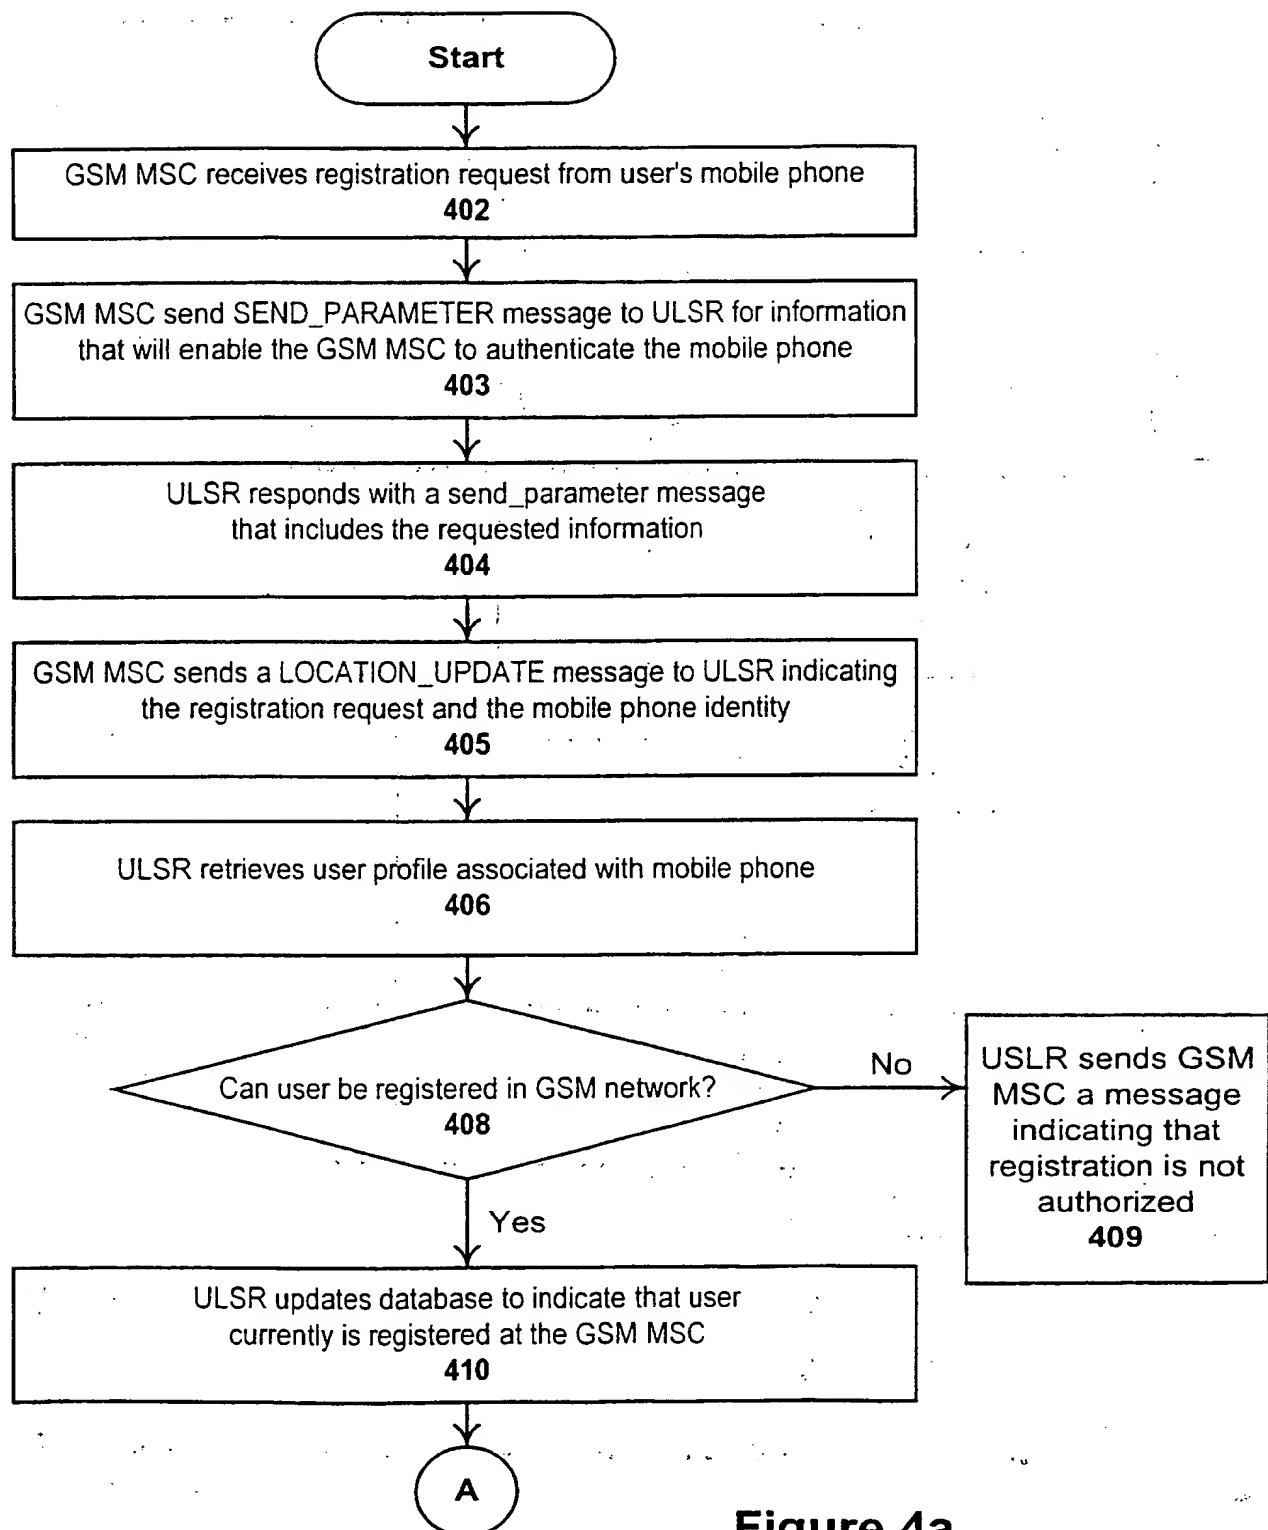 Start
GSM MSC receives registration request from user's mobile phone
402
GSM MSC send SEND_PARAMETER message to ULSR for information
that will enable the GSM MSC to authenticate the mobile phone
403
ULSR responds with a send_parameter message
that includes the requested information
404
GSM MSC sends a LOCATION_UPDATE message to ULSR indicating
the registration request and the mobile phone identity
405
ULSR retrieves user profile associated with mobile phone
406
Can user be registered in GSM network?
408
No
USLR sends GSM
MSC a message
indicating that
registration is not
authorized
409
Yes
ULSR updates database to indicate that user
currently is registered at the GSM MSC
410
A
Figure 4a